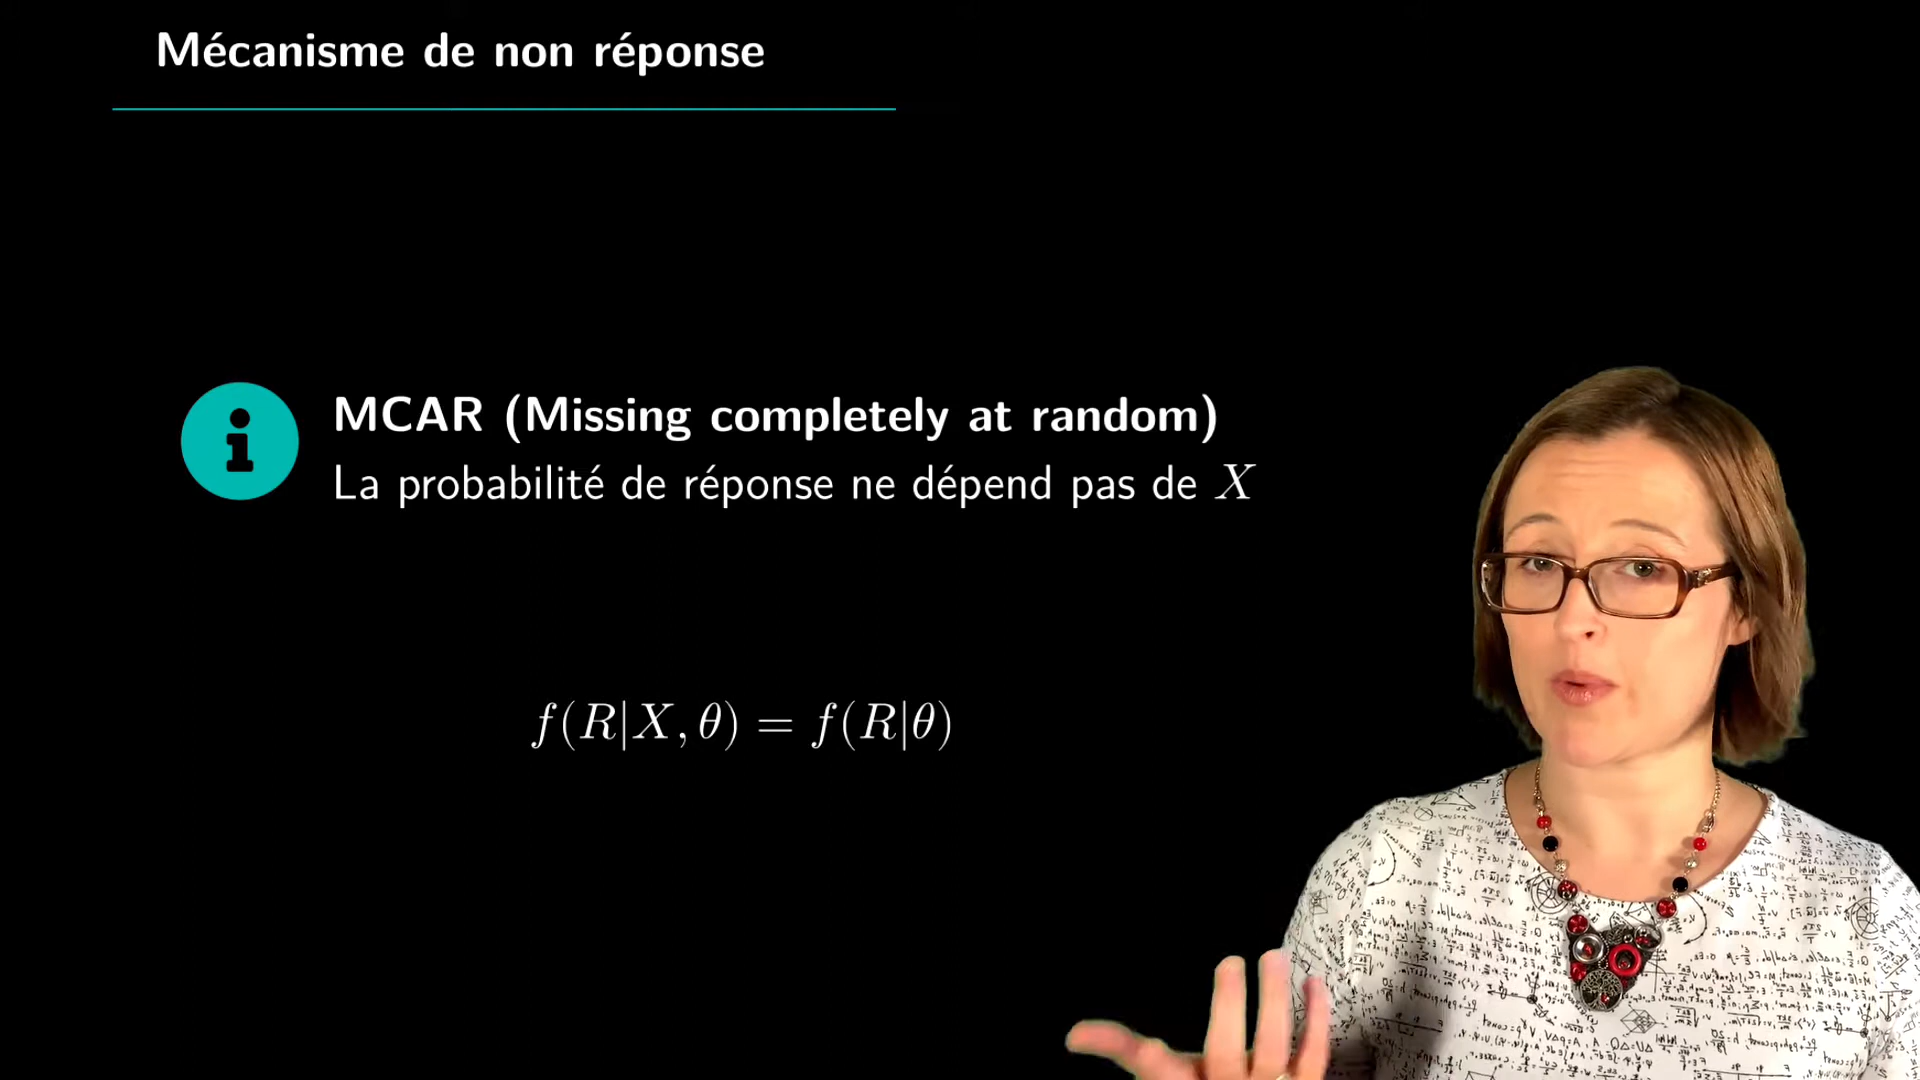 Mécanisme de non réponse
MCAR (Missing completely at random)
La probabilité de réponse ne dépend pas de X
f(R|X, θ) = f(R|θ)